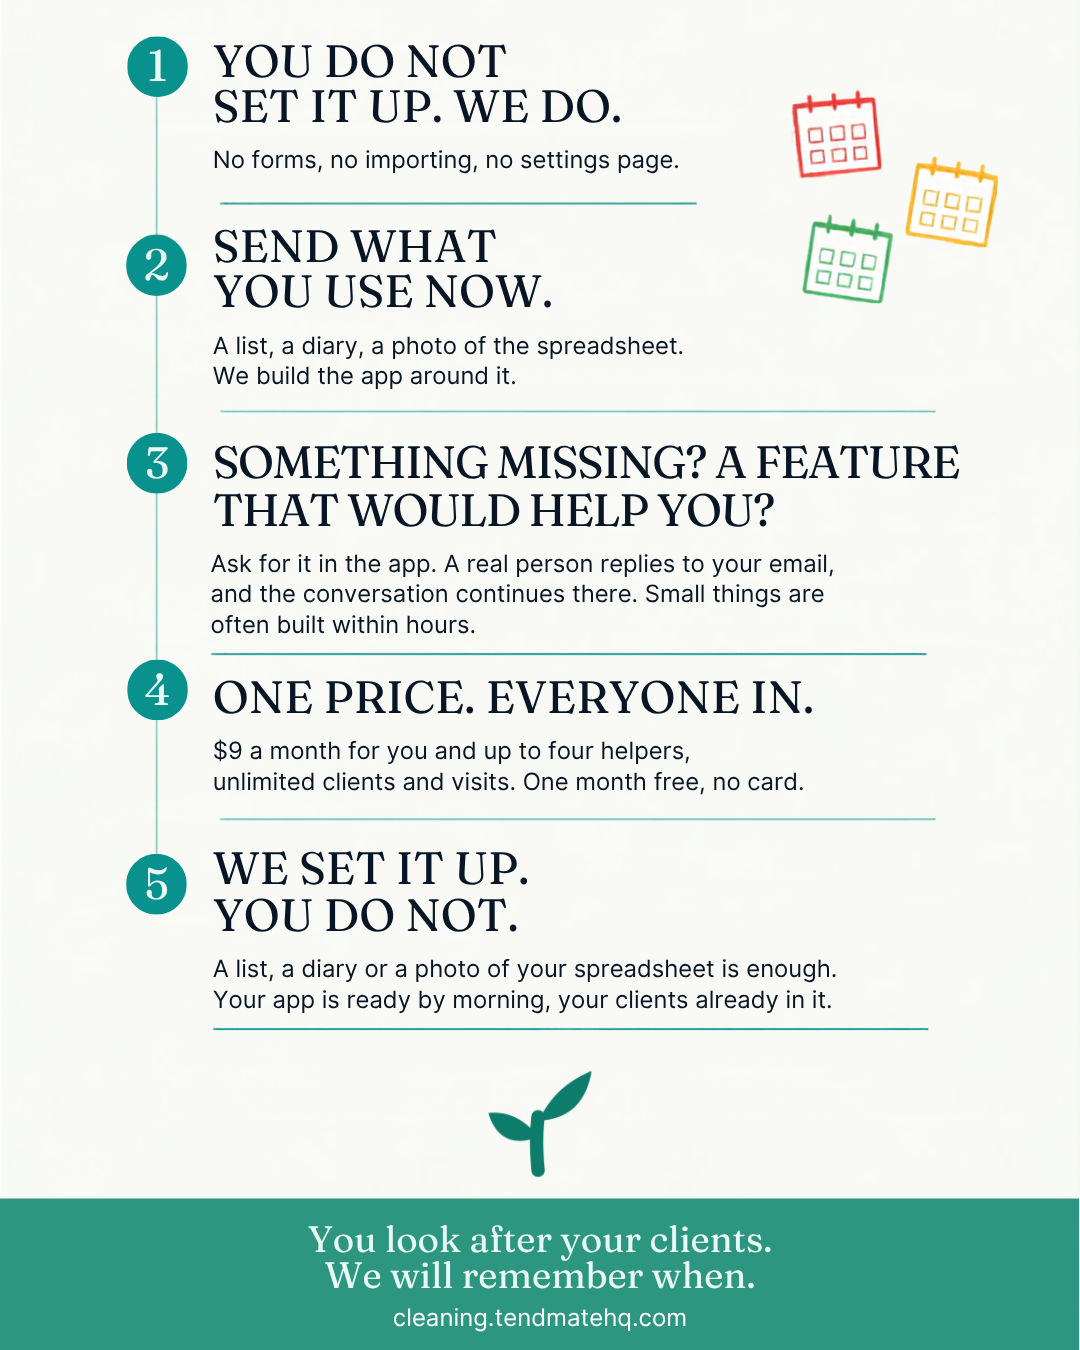 1
YOU DO NOT
SET IT UP. WE DO.
No forms, no importing, no settings page.
2
SEND WHAT
YOU USE NOW.
A list, a diary, a photo of the spreadsheet.
We build the app around it.
3
SOMETHING MISSING? A FEATURE
THAT WOULD HELP YOU?
Ask for it in the app. A real person replies to your email,
and the conversation continues there. Small things are
often built within hours.
4
ONE PRICE. EVERYONE IN.
$9 a month for you and up to four helpers,
unlimited clients and visits. One month free, no card.
5
WE SET IT UP.
YOU DO NOT.
A list, a diary or a photo of your spreadsheet is enough.
Your app is ready by morning, your clients already in it.
You look after your clients.
We will remember when.
cleaning.tendmatehq.com